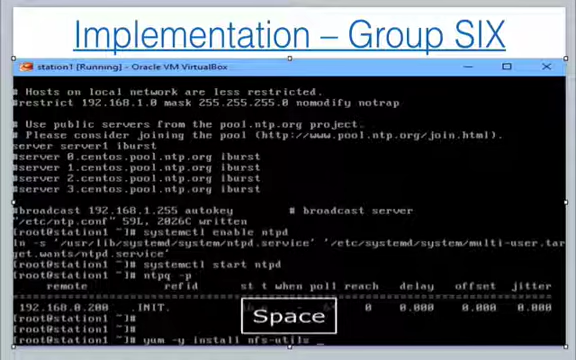 Implementation – Group SIX
station1 [Running] - Oracle VM VirtualBox
# Hosts on local network are less restricted.
#restrict 192.168.1.0 mask 255.255.255.0 nomodify notrap
# Use public servers from the pool.ntp.org project.
# Please consider joining the pool (http://www.pool.ntp.org/join.html).
server server1 iburst
#server 0.centos.pool.ntp.org iburst
#server 1.centos.pool.ntp.org iburst
#server 2.centos.pool.ntp.org iburst
#server 3.centos.pool.ntp.org iburst
#broadcast 192.168.1.255 autokey # broadcast server
"/etc/ntp.conf" 59L, 2026C written
[root@station1 ~]# systemctl enable ntpd
ln -s '/usr/lib/systemd/system/ntpd.service' '/etc/systemd/system/multi-user.tar
get.wants/ntpd.service'
[root@station1 ~]# systemctl start ntpd
[root@station1 ~]# ntpq -p
remote refid st t when poll reach delay offset jitter
==============================================================================
192.168.0.200 .INIT. 0 0.000 0.000 0.000
[root@station1 ~]#
[root@station1 ~]# yum -y install nfs-utils _
Space